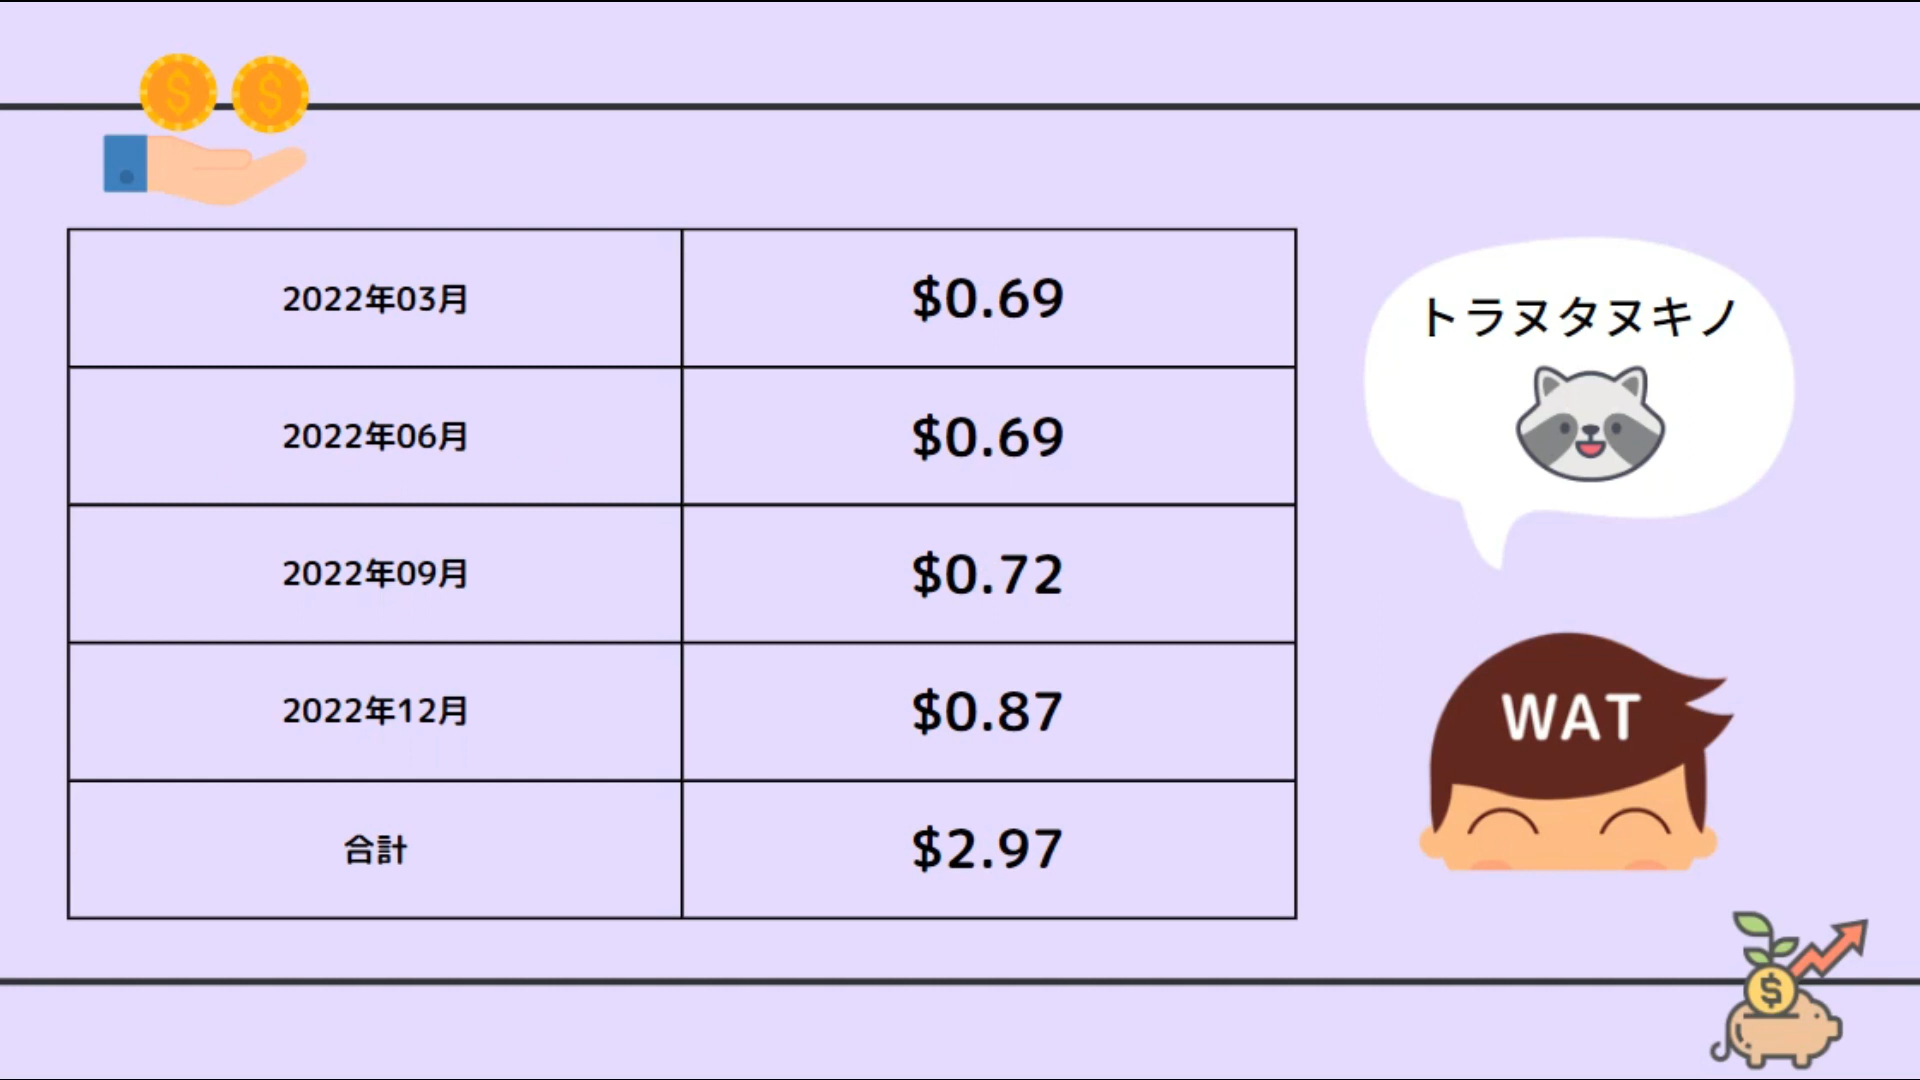 2022年03月 $0.69
2022年06月 $0.69
2022年09月 $0.72
2022年12月 $0.87
合計 $2.97
トラヌタヌキノ
WAT